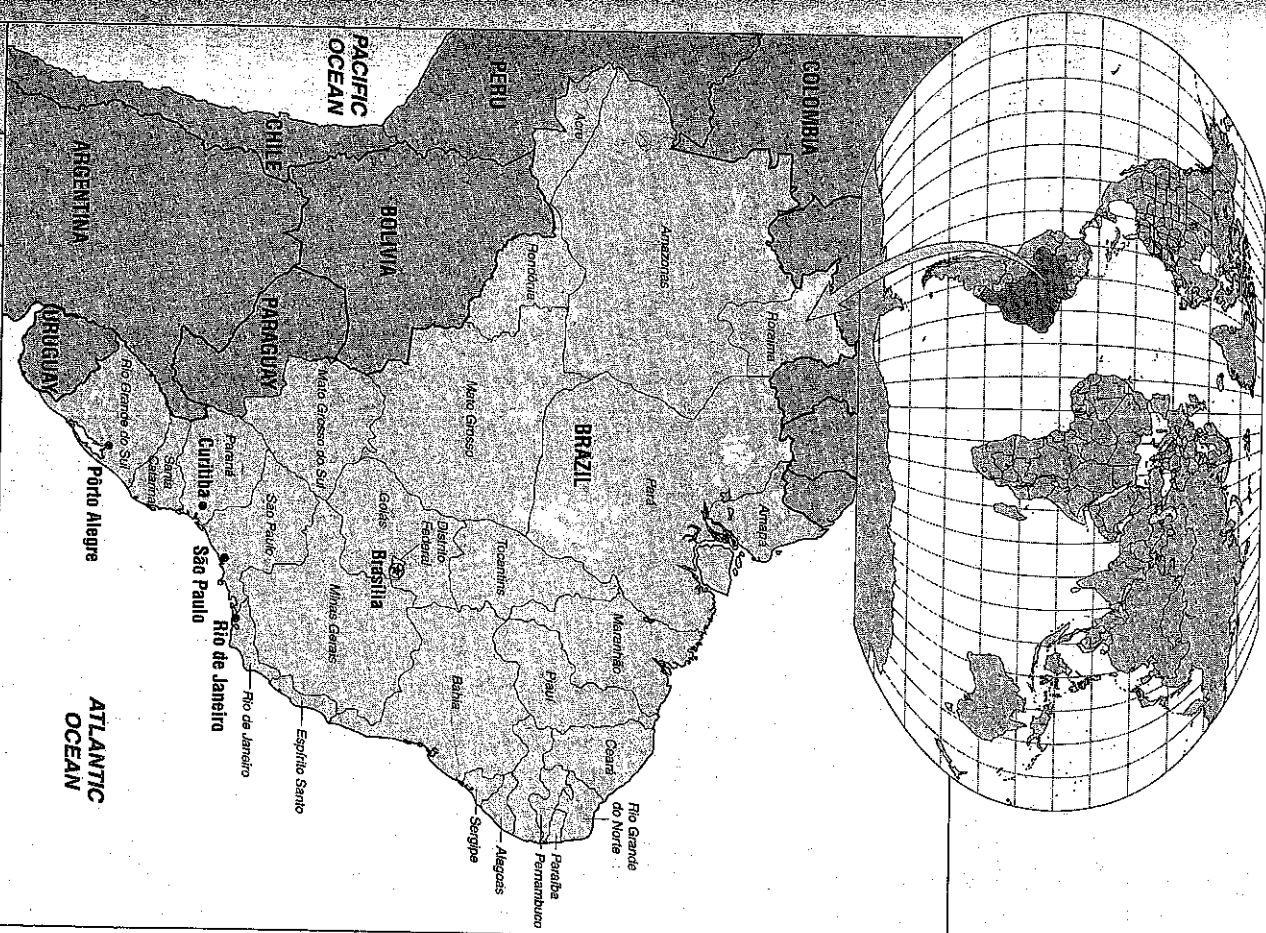 COLOMBIA
PERU
PACIFIC
OCEAN
Acre
Amazonas
Roraima
Amapá
Pará
BRAZIL
Maranhão
Ceará
Rio Grande
do Norte
Paraíba
Pernambuco
Alagoas
Sergipe
Piauí
Tocantins
Bahia
Rondônia
Mato Grosso
BOLIVIA
Distrito
Federal
Goiás
Brasília
Minas Gerais
Espírito Santo
Mato Grosso do Sul
CHILE
PARAGUAY
São Paulo
Rio de Janeiro
Rio de Janeiro
São Paulo
Paraná
Curitiba
Santa
Catarina
Rio Grande do Sul
Pôrto Alegre
ARGENTINA
URUGUAY
ATLANTIC
OCEAN